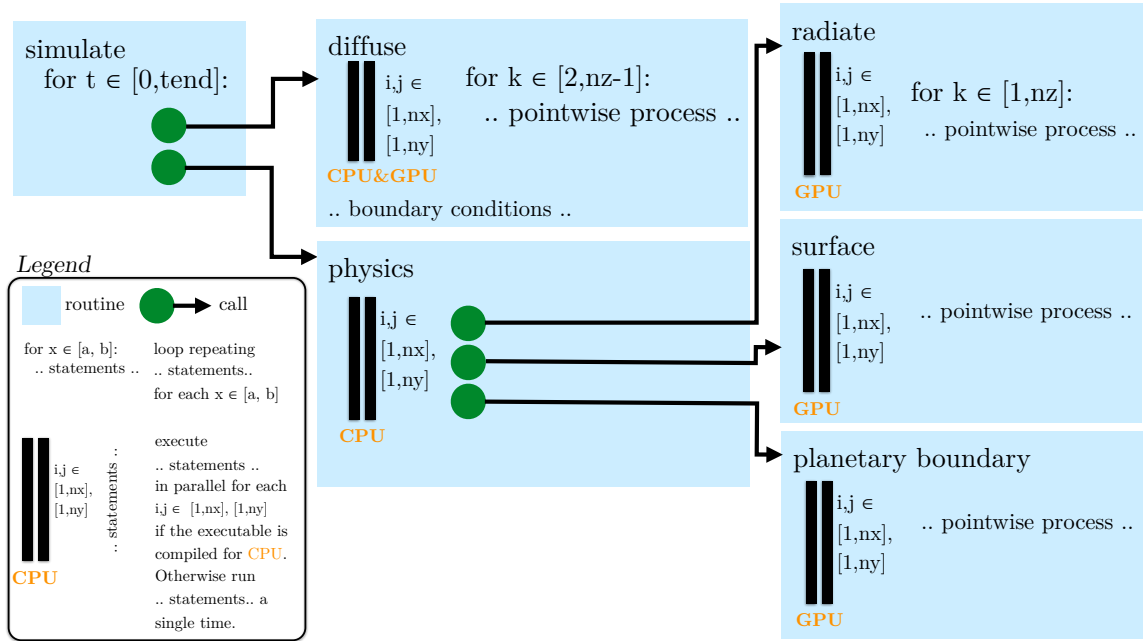 simulate
for t ∈ [0,tend]:
diffuse
i,j ∈
[1,nx],
[1,ny]
CPU&GPU
for k ∈ [2,nz-1]:
.. pointwise process ..
.. boundary conditions ..
physics
i,j ∈
[1,nx],
[1,ny]
CPU
radiate
i,j ∈
[1,nx],
[1,ny]
GPU
for k ∈ [1,nz]:
.. pointwise process ..
surface
i,j ∈
[1,nx],
[1,ny]
GPU
.. pointwise process ..
planetary boundary
i,j ∈
[1,nx],
[1,ny]
GPU
.. pointwise process ..
Legend
routine
call
for x ∈ [a, b]:
.. statements ..
loop repeating
.. statements..
for each x ∈ [a, b]
i,j ∈
[1,nx],
[1,ny]
CPU
.. statements ..
execute
.. statements ..
in parallel for each
i,j ∈ [1,nx], [1,ny]
if the executable is
compiled for CPU.
Otherwise run
.. statements.. a
single time.